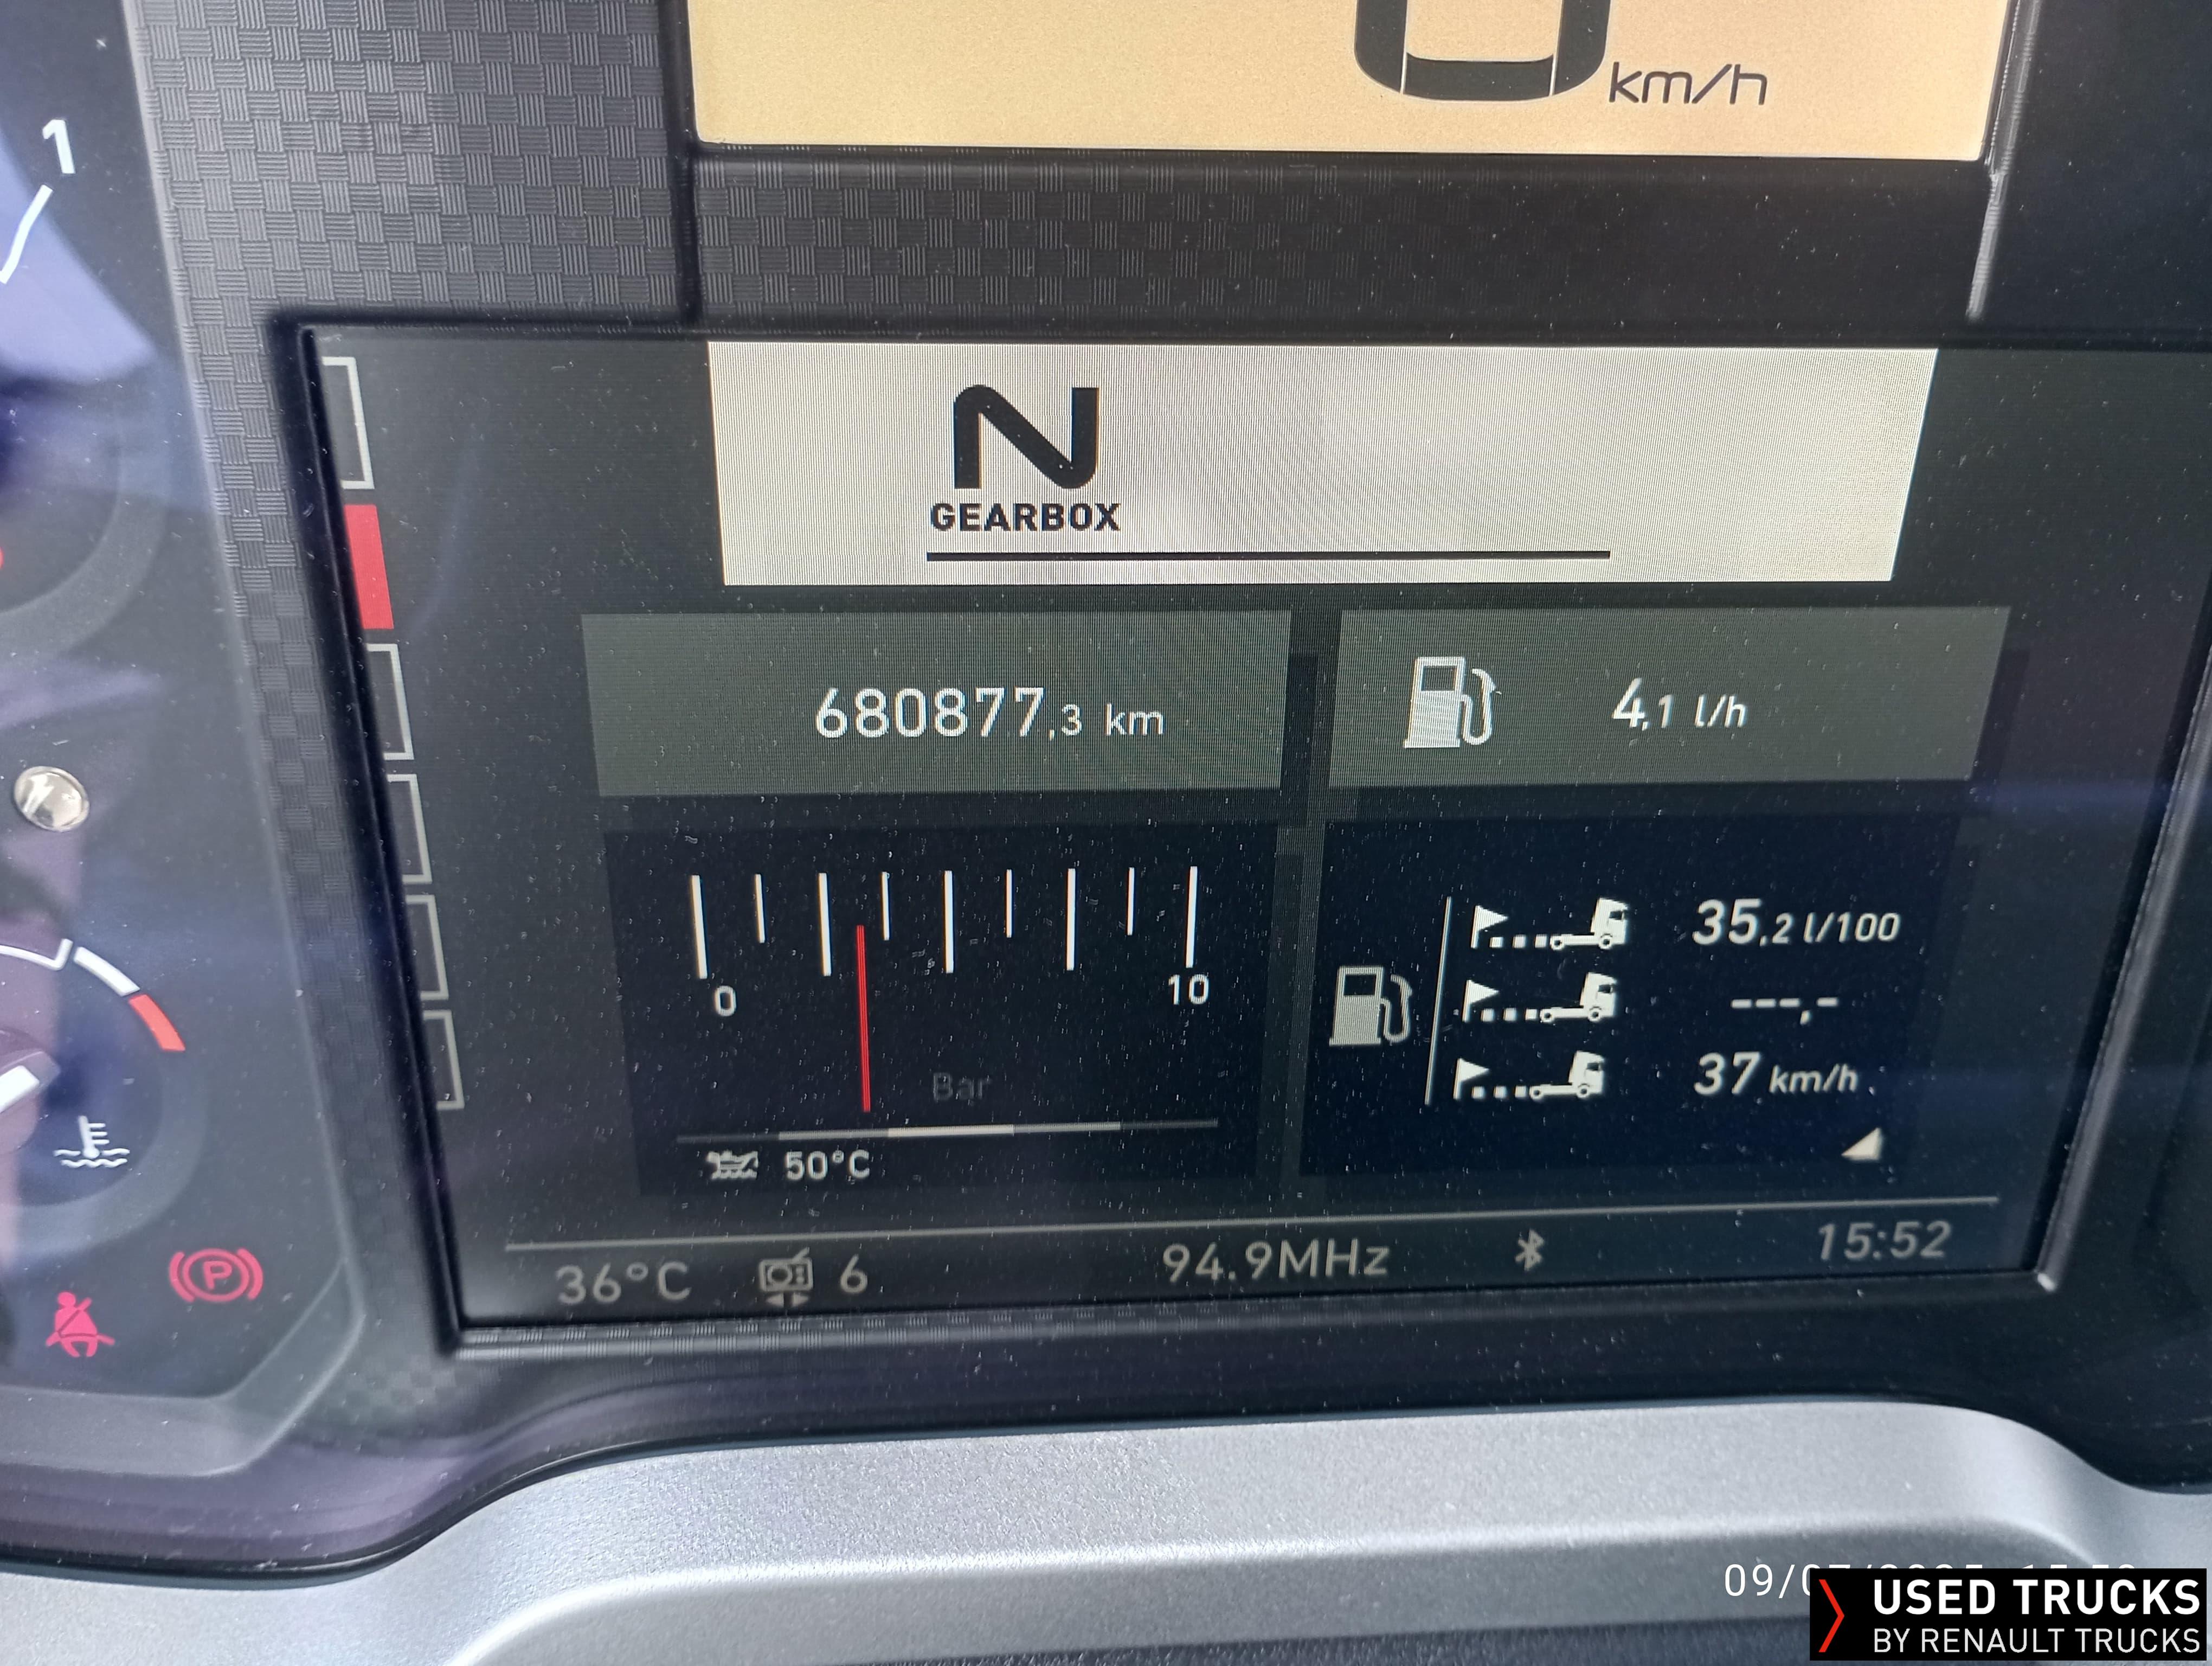 1
0 km/h
N
GEARBOX
680877,3 km
4,1 l/h
0
10
Bar
35,2 l/100
---,-
37 km/h
50°C
36°C 6 94.9MHz 15:52
P
USED TRUCKS
BY RENAULT TRUCKS